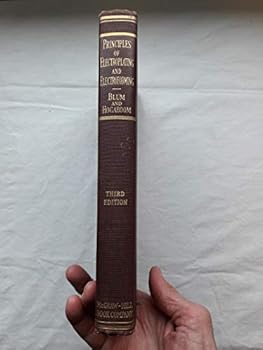 PRINCIPLES
OF
ELECTROPLATING
AND
ELECTROFORMING
BLUM
AND
HOGABOOM
THIRD
EDITION
McGRAW-HILL
BOOK COMPANY